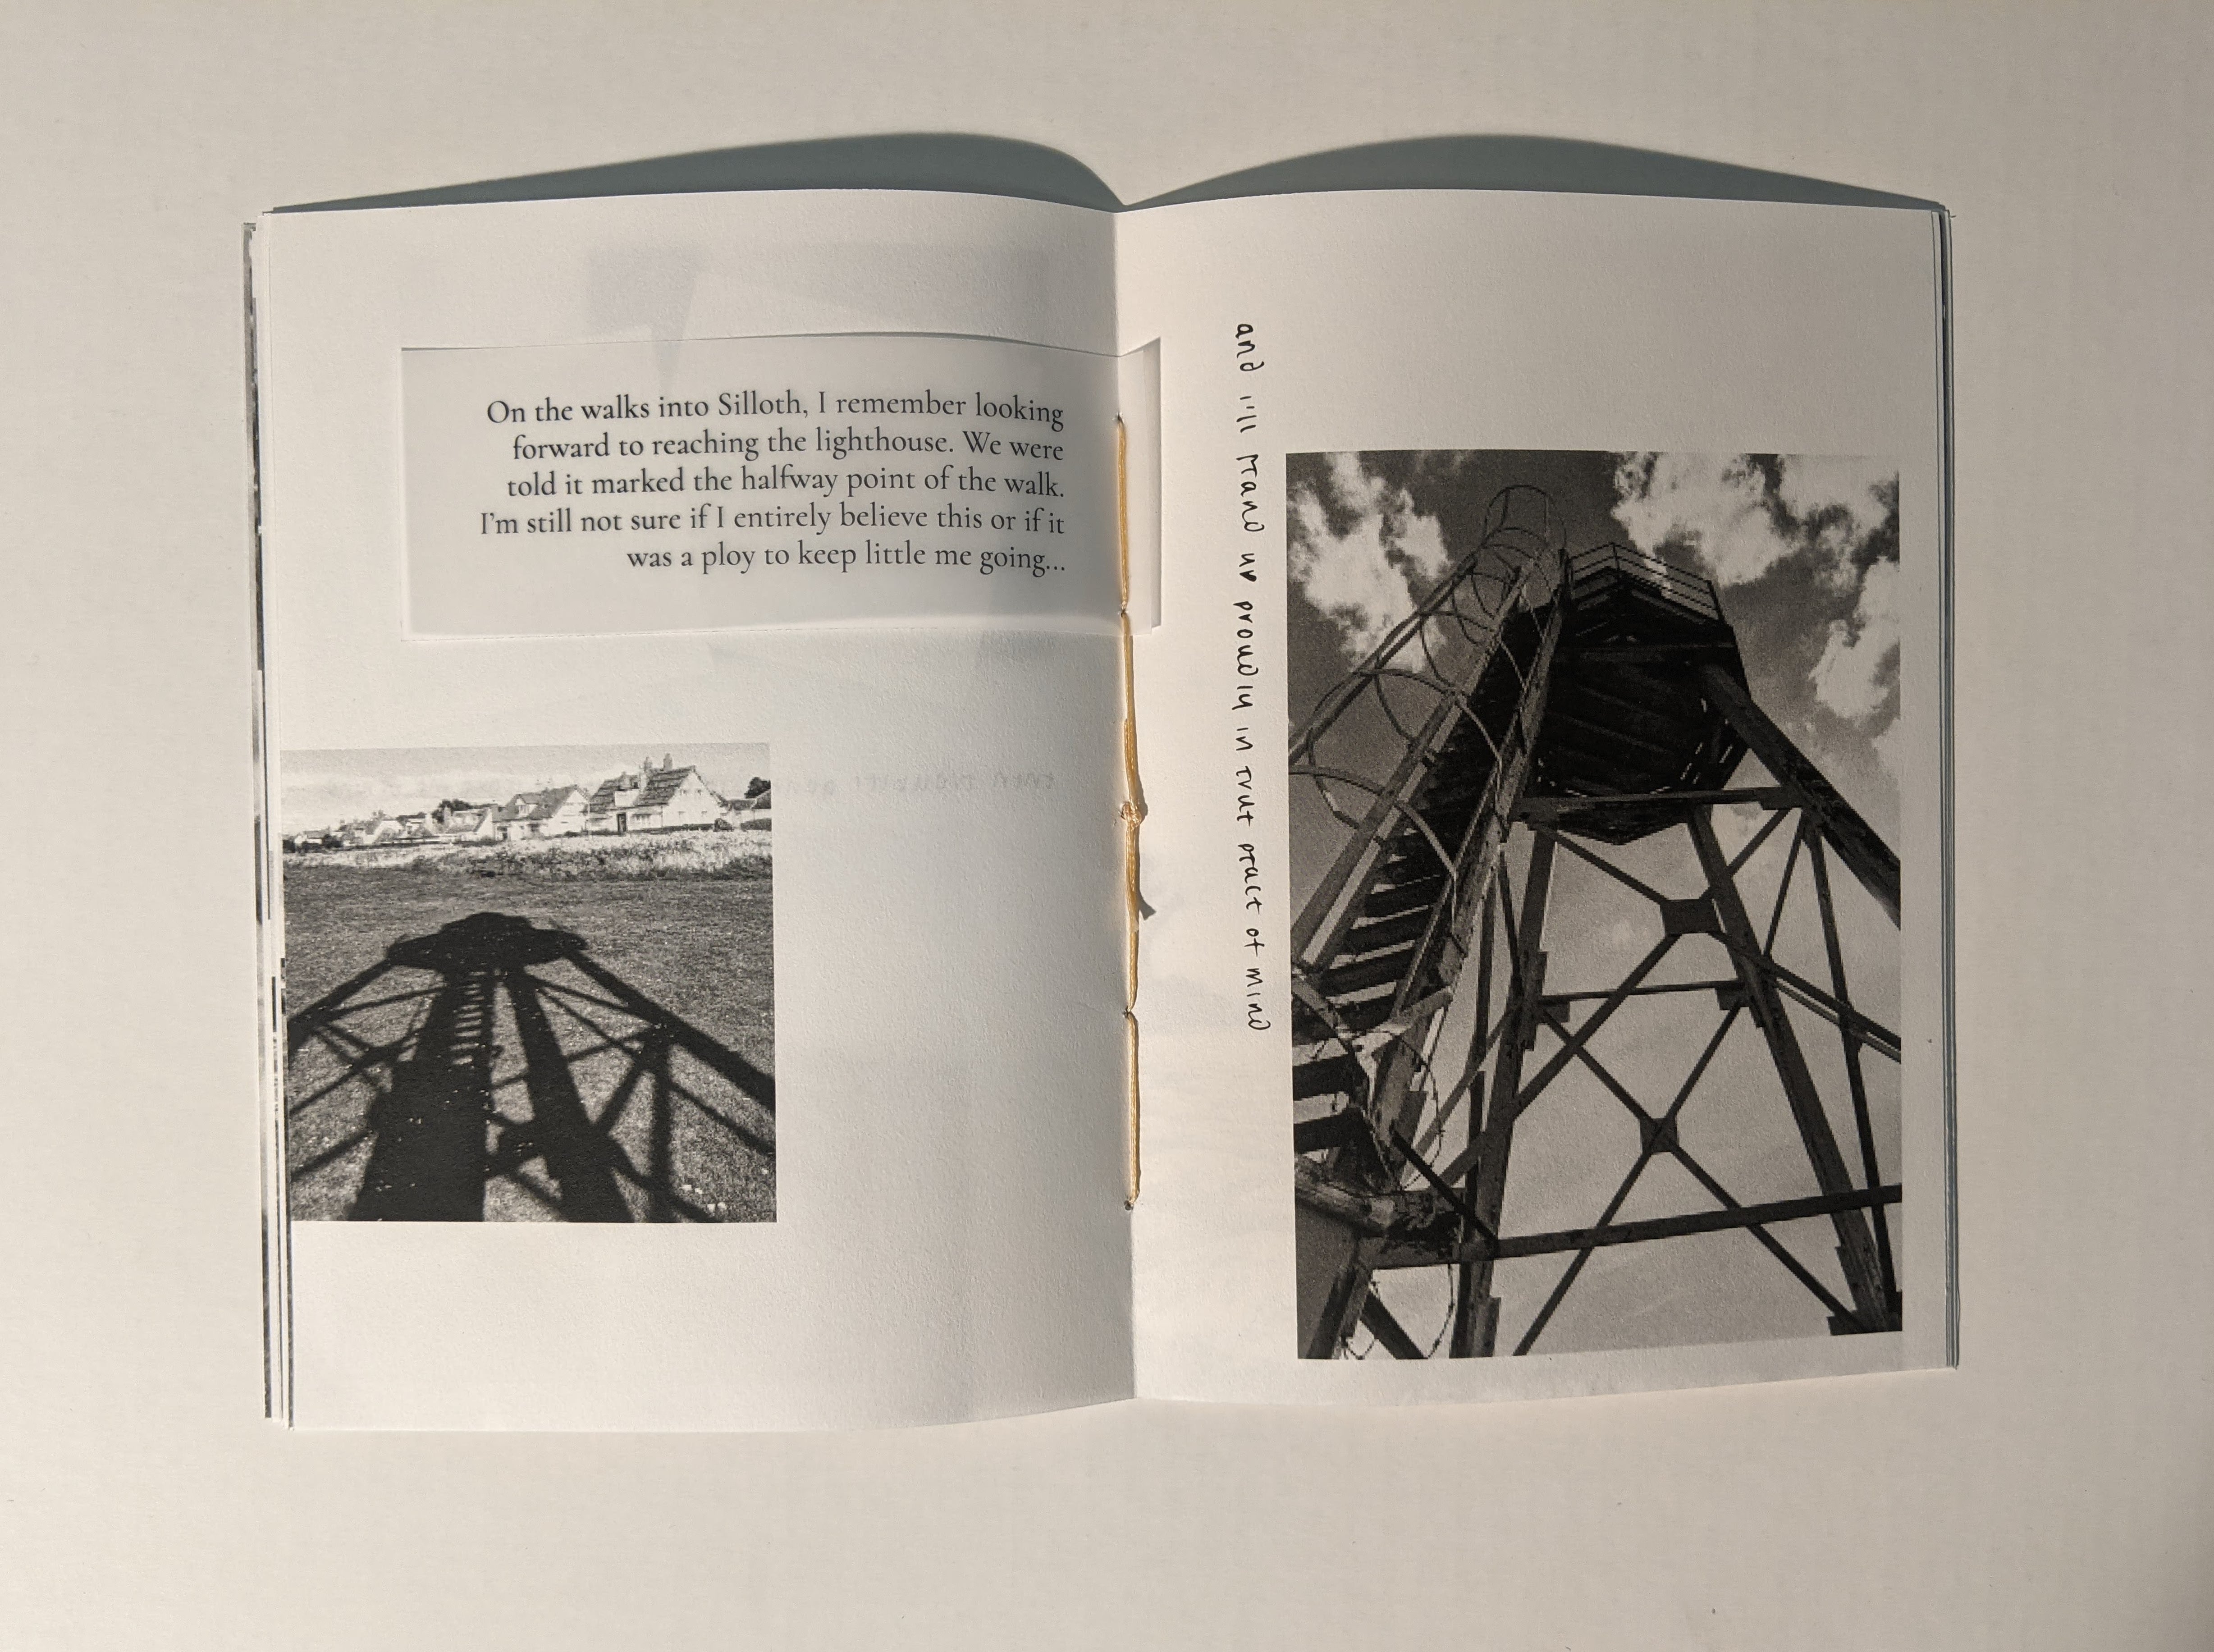 On the walks into Silloth, I remember looking
forward to reaching the lighthouse. We were
told it marked the halfway point of the walk.
I'm still not sure if I entirely believe this or if it
was a ploy to keep little me going...
and i'll stand up proudly in true peace of mind